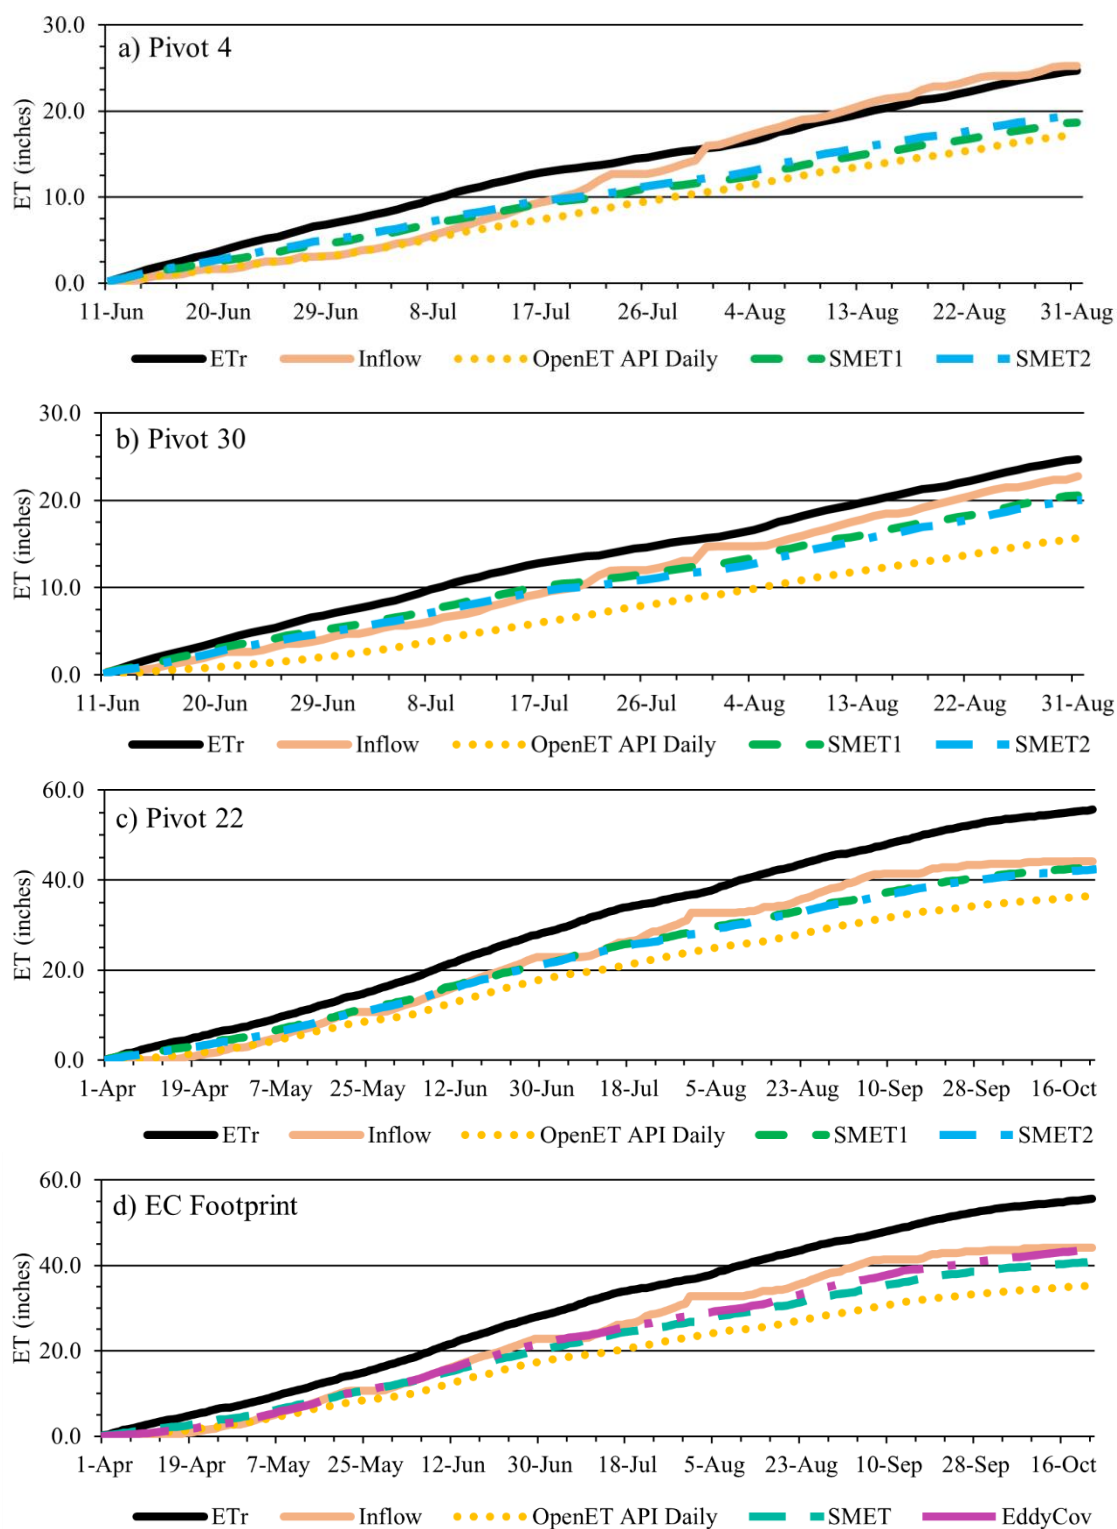 a) Pivot 4
ET (inches)
30.0
20.0
10.0
0.0
11-Jun 20-Jun 29-Jun 8-Jul 17-Jul 26-Jul 4-Aug 13-Aug 22-Aug 31-Aug
ETr Inflow OpenET API Daily SMET1 SMET2
b) Pivot 30
ET (inches)
30.0
20.0
10.0
0.0
11-Jun 20-Jun 29-Jun 8-Jul 17-Jul 26-Jul 4-Aug 13-Aug 22-Aug 31-Aug
ETr Inflow OpenET API Daily SMET1 SMET2
c) Pivot 22
ET (inches)
60.0
40.0
20.0
0.0
1-Apr 19-Apr 7-May 25-May 12-Jun 30-Jun 18-Jul 5-Aug 23-Aug 10-Sep 28-Sep 16-Oct
ETr Inflow OpenET API Daily SMET1 SMET2
d) EC Footprint
ET (inches)
60.0
40.0
20.0
0.0
1-Apr 19-Apr 7-May 25-May 12-Jun 30-Jun 18-Jul 5-Aug 23-Aug 10-Sep 28-Sep 16-Oct
ETr Inflow OpenET API Daily SMET EddyCov